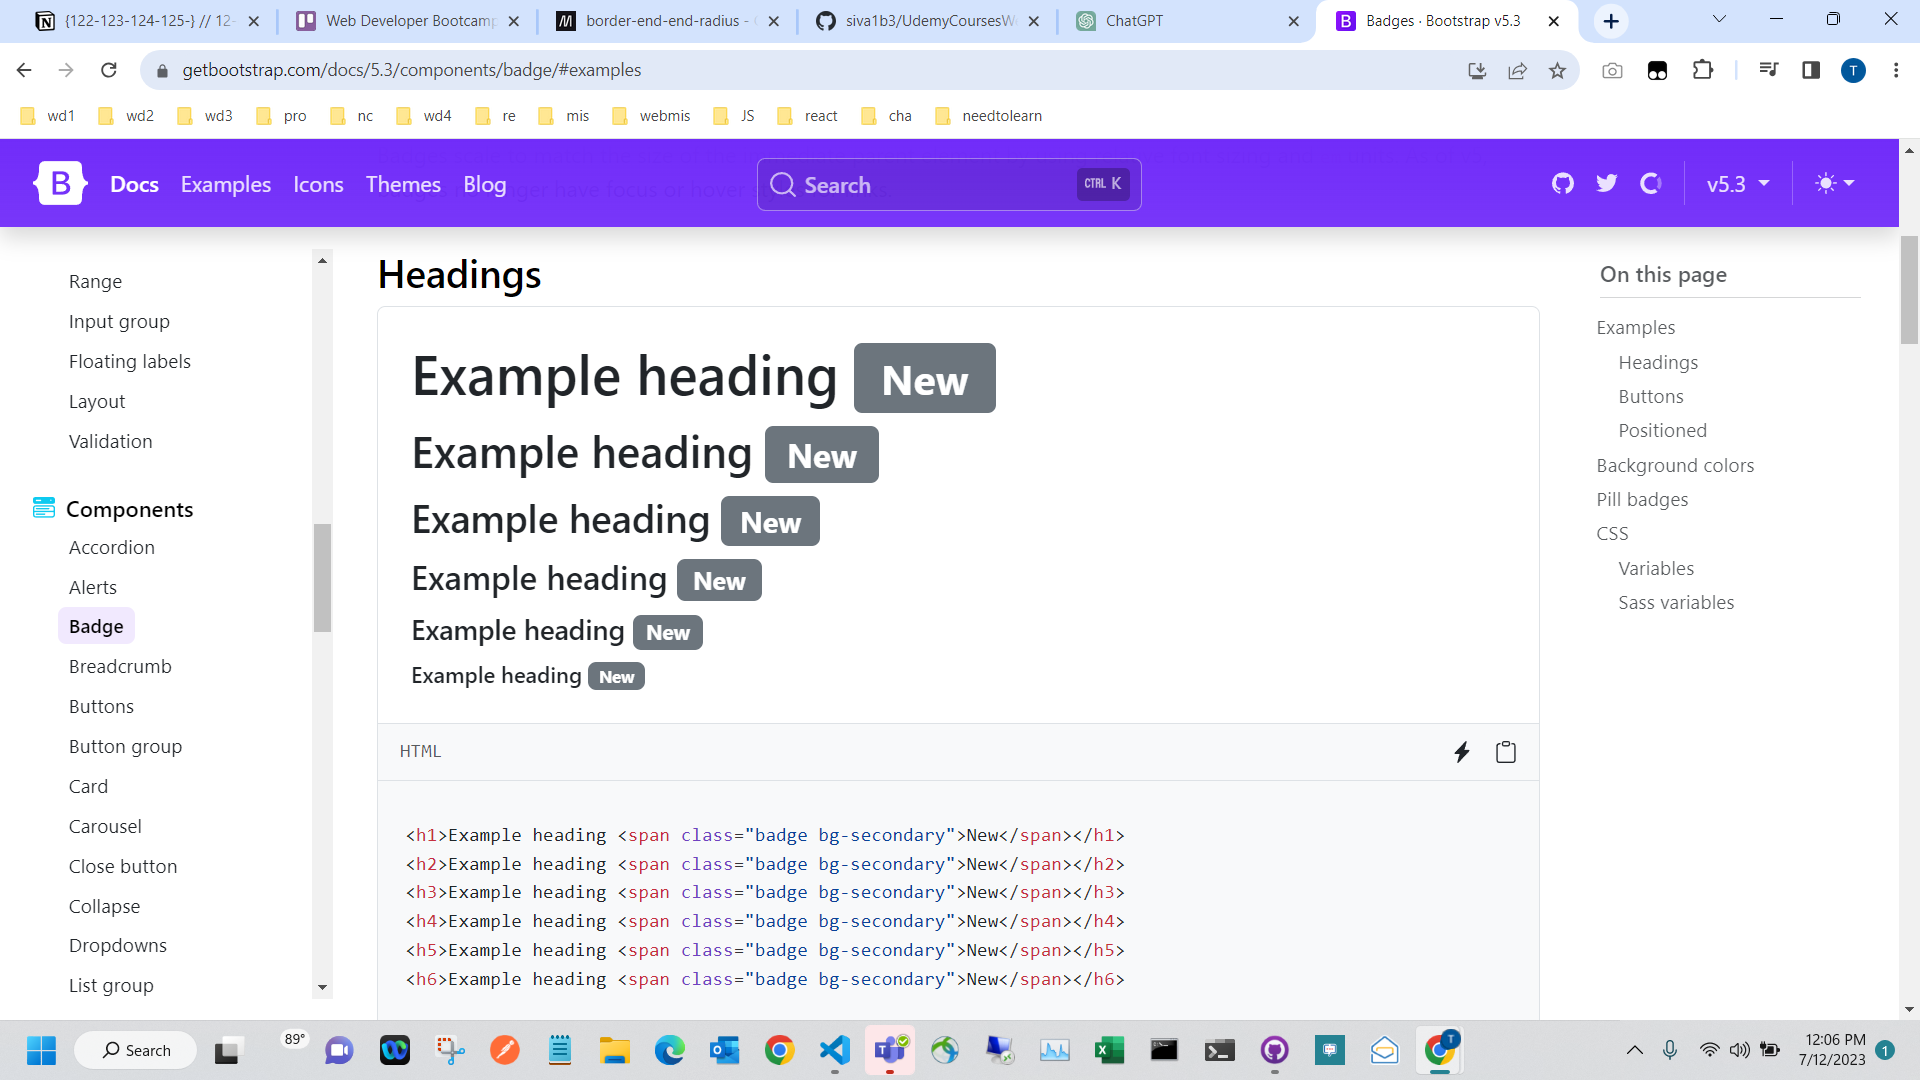 {122-123-124-125-} // 12-
Web Developer Bootcamp
border-end-end-radius -
siva1b3/UdemyCoursesW
ChatGPT
Badges · Bootstrap v5.3
getbootstrap.com/docs/5.3/components/badge/#examples
T
wd1
wd2
wd3
pro
nc
wd4
re
mis
webmis
JS
react
cha
needtolearn
B
Docs
Examples
Icons
Themes
Blog
Search
CTRL K
v5.3
Range
Input group
Floating labels
Layout
Validation
Components
Accordion
Alerts
Badge
Breadcrumb
Buttons
Button group
Card
Carousel
Close button
Collapse
Dropdowns
List group
Headings
Example heading New
Example heading New
Example heading New
Example heading New
Example heading New
Example heading New
HTML
<h1>Example heading <span class="badge bg-secondary">New</span></h1>
<h2>Example heading <span class="badge bg-secondary">New</span></h2>
<h3>Example heading <span class="badge bg-secondary">New</span></h3>
<h4>Example heading <span class="badge bg-secondary">New</span></h4>
<h5>Example heading <span class="badge bg-secondary">New</span></h5>
<h6>Example heading <span class="badge bg-secondary">New</span></h6>
On this page
Examples
Headings
Buttons
Positioned
Background colors
Pill badges
CSS
Variables
Sass variables
Search
89°
12:06 PM
7/12/2023
1